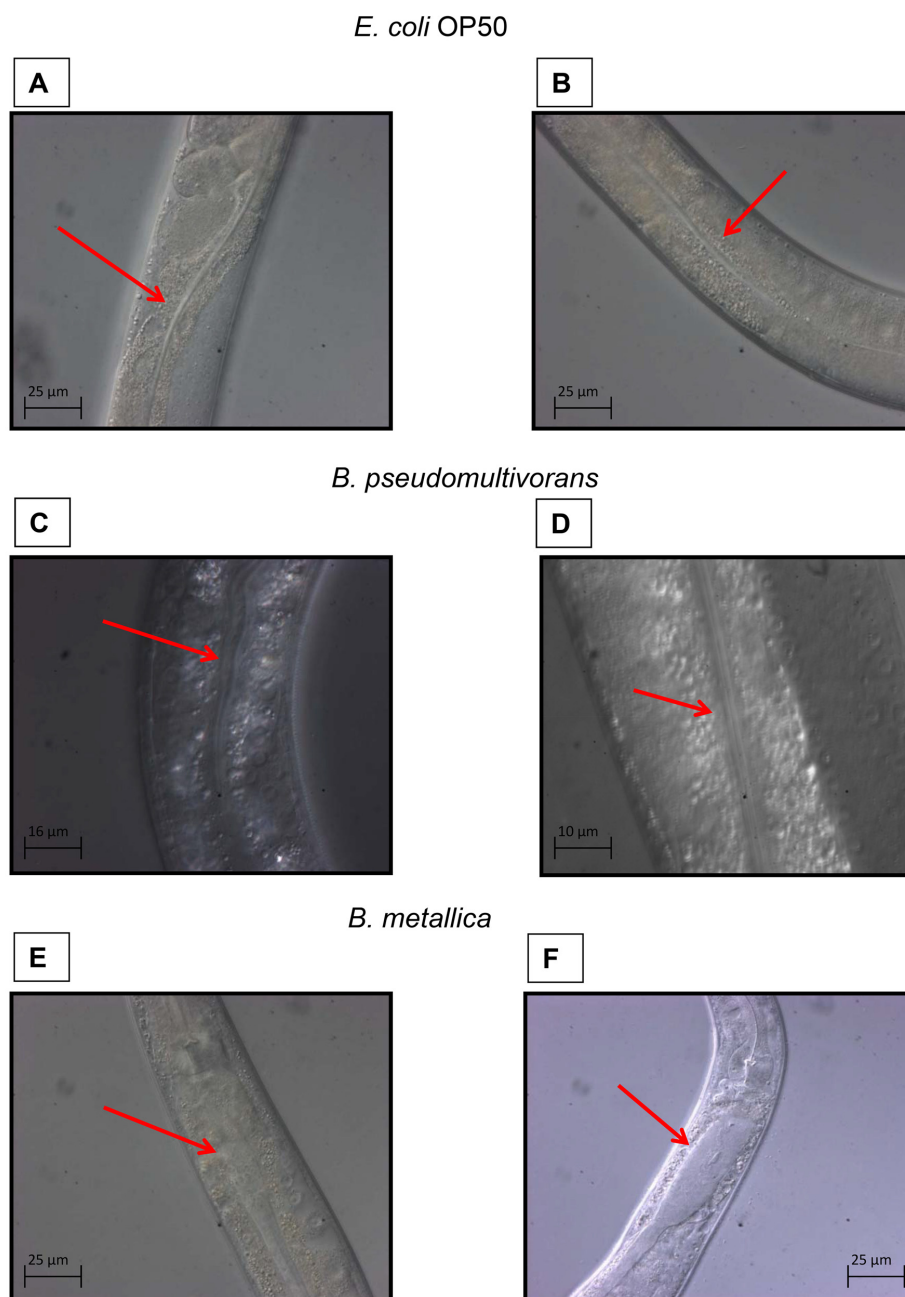 E. coli OP50
A
B
25 µm
25 µm
B. pseudomultivorans
C
D
16 µm
10 µm
B. metallica
E
F
25 µm
25 µm